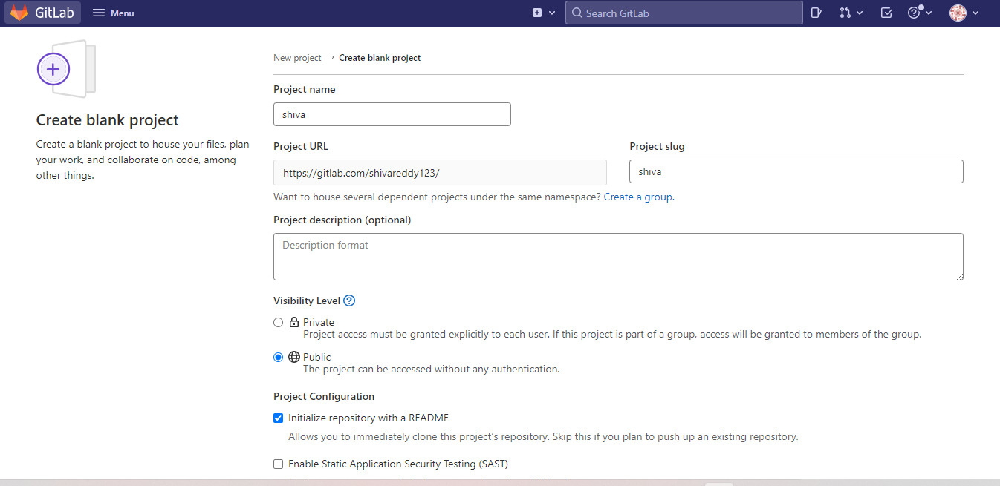 GitLab
Menu
Search GitLab
New project › Create blank project
Create blank project
Create a blank project to house your files, plan
your work, and collaborate on code, among
other things.
Project name
shiva
Project URL
Project slug
https://gitlab.com/shivareddy123/
shiva
Want to house several dependent projects under the same namespace? Create a group.
Project description (optional)
Description format
Visibility Level
Private
Project access must be granted explicitly to each user. If this project is part of a group, access will be granted to members of the group.
Public
The project can be accessed without any authentication.
Project Configuration
Initialize repository with a README
Allows you to immediately clone this project’s repository. Skip this if you plan to push up an existing repository.
Enable Static Application Security Testing (SAST)